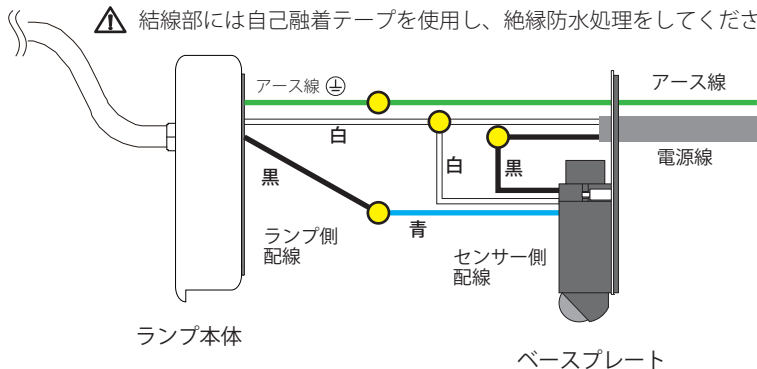 結線部には自己融着テープを使用し、絶縁防水処理をしてくださ
アース線
アース線
白
電源線
白
黒
黒
青
ランプ側
配線
センサー側
配線
ランプ本体
ベースプレート